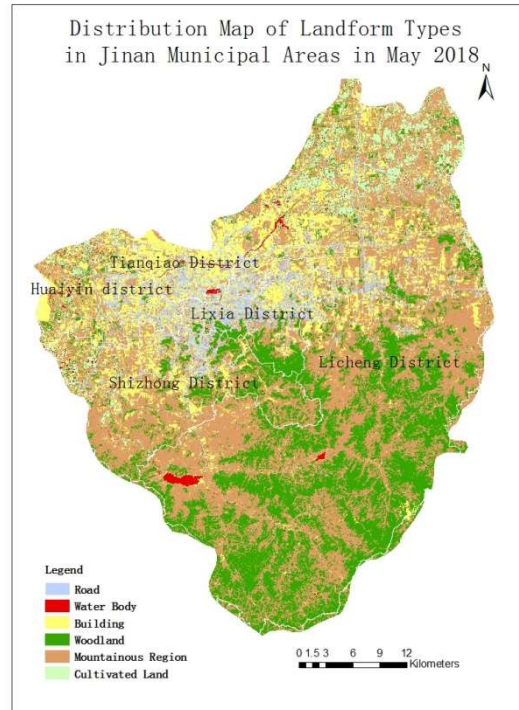 Distribution Map of Landform Types
in Jinan Municipal Areas in May 2018
N
Tianqiao District
Huaiyin district
Lixia District
Licheng District
Shizhong District
Legend
Road
Water Body
Building
Woodland
Mountainous Region
Cultivated Land
0 1.5 3 6 9 12
Kilometers